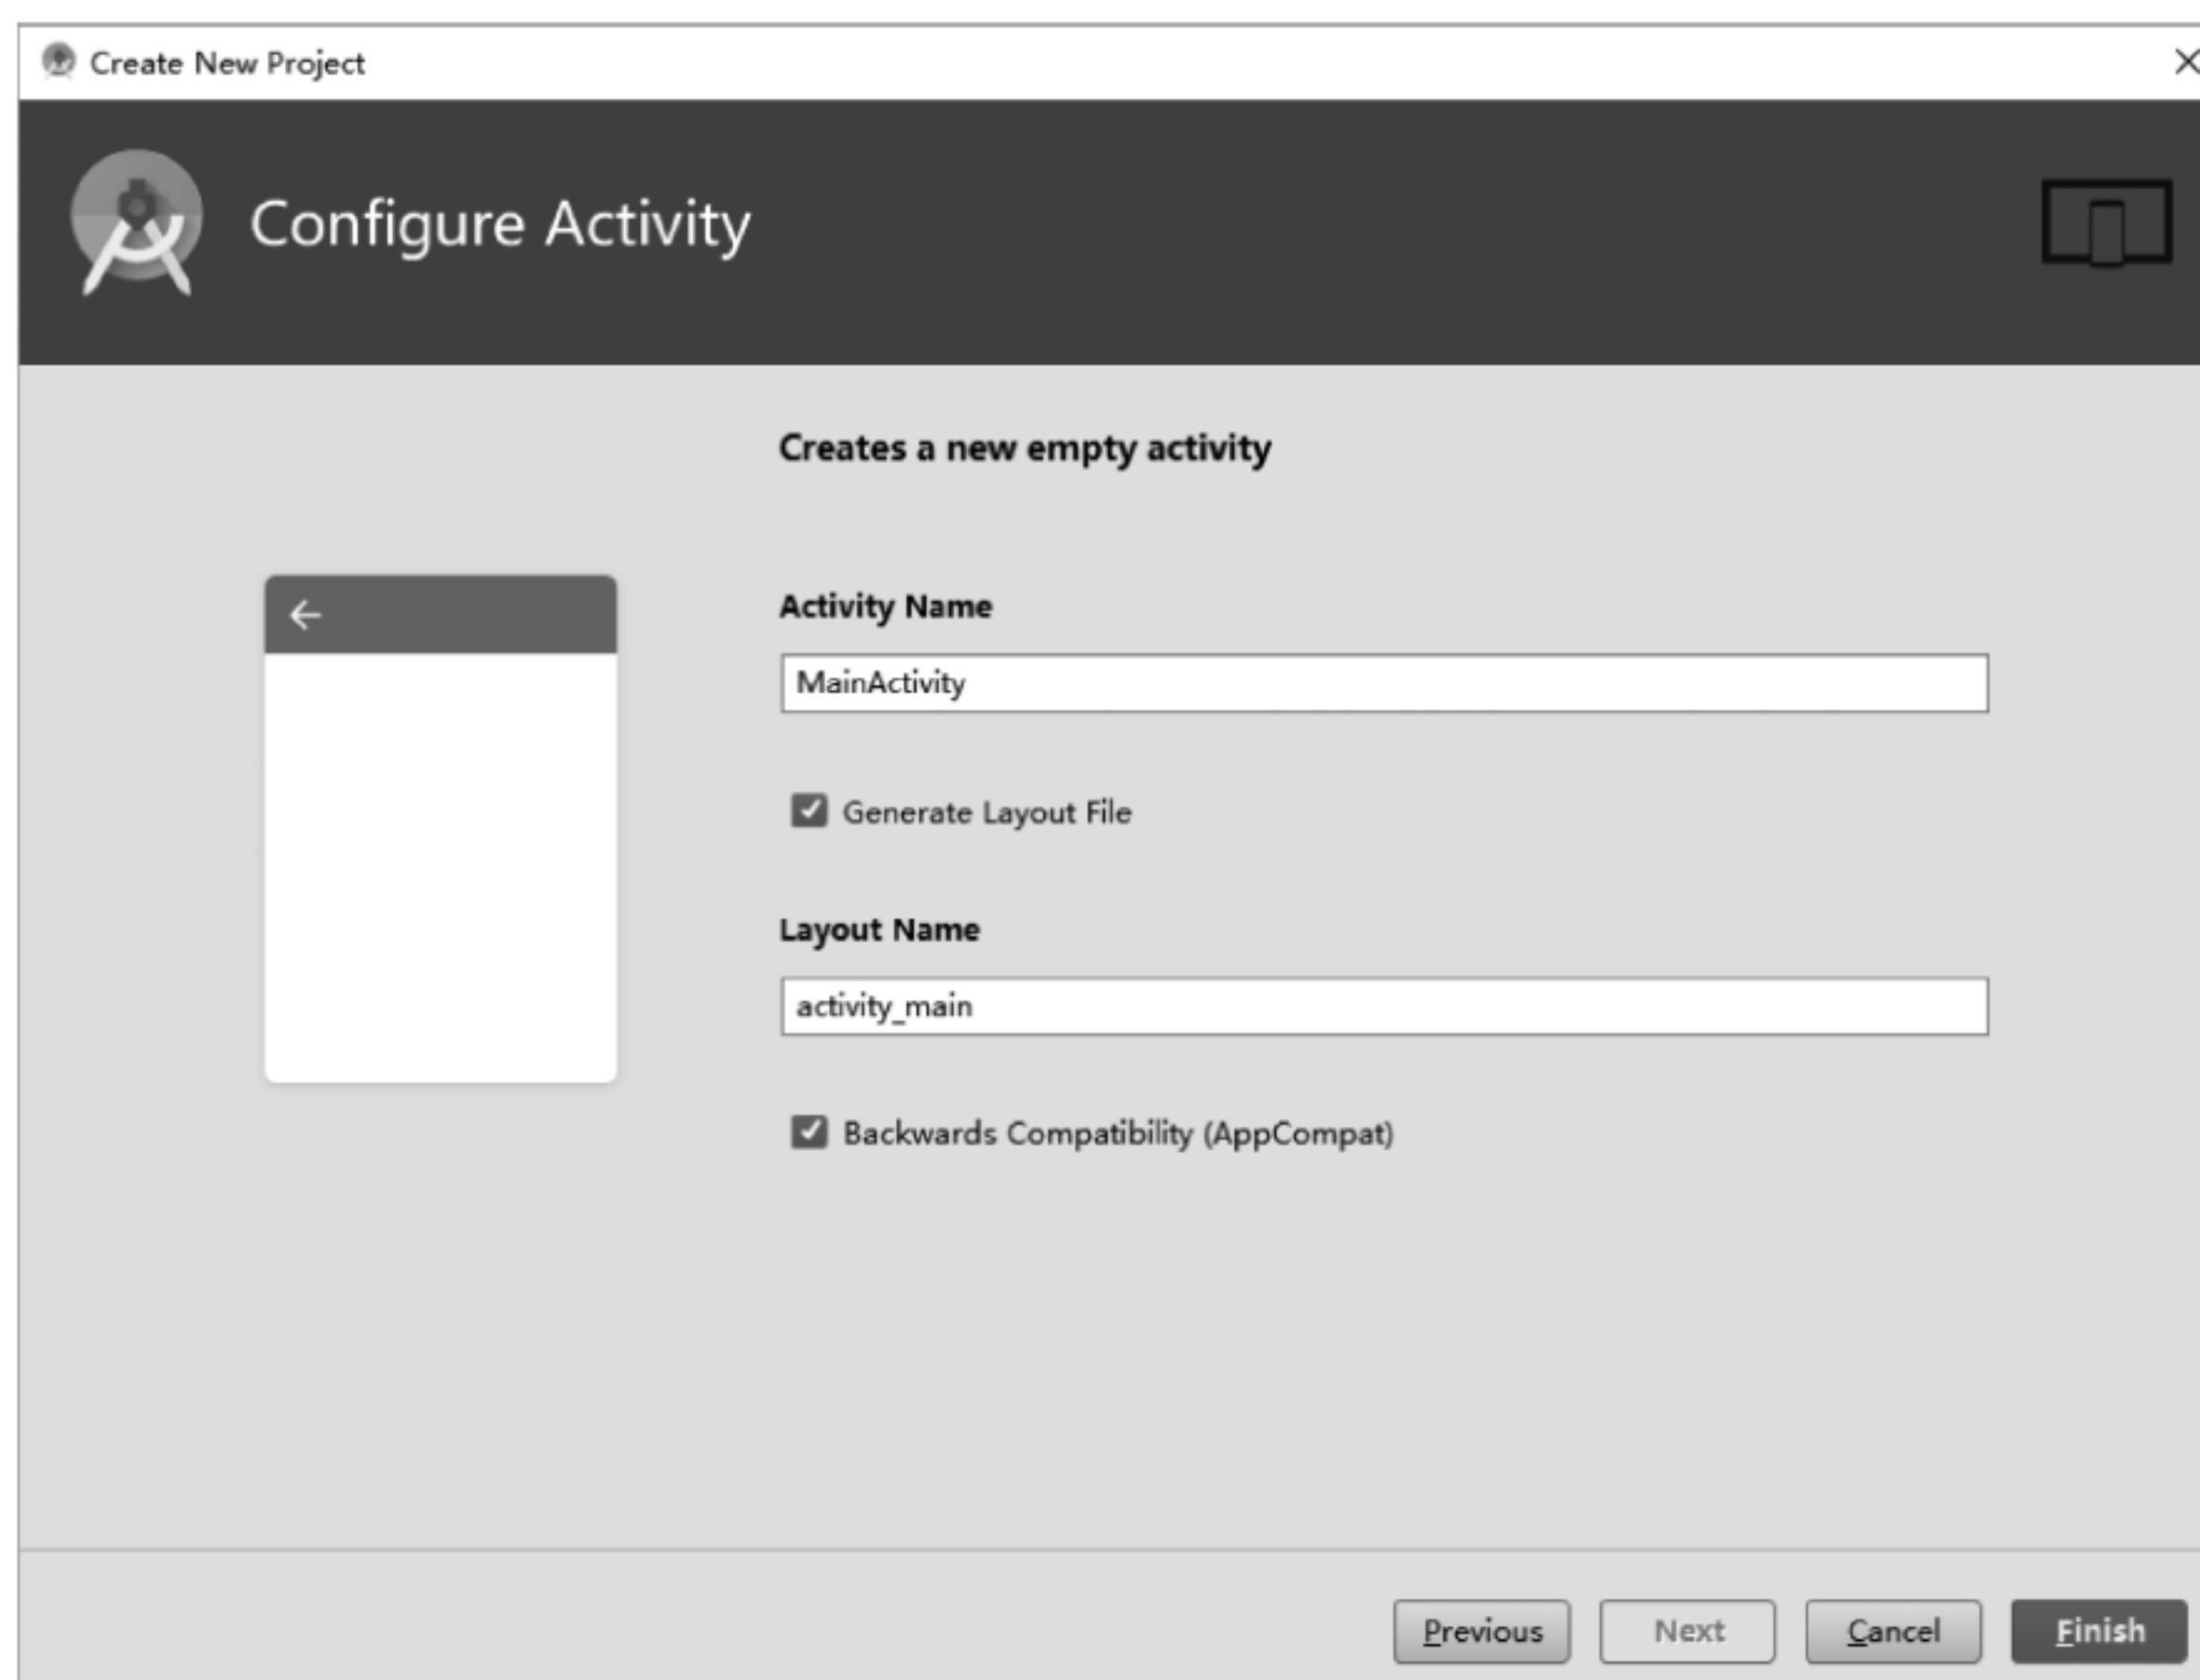 Create New Project
Configure Activity
Creates a new empty activity
Activity Name
MainActivity
Generate Layout File
Layout Name
activity_main
Backwards Compatibility (AppCompat)
Previous Next Cancel Finish